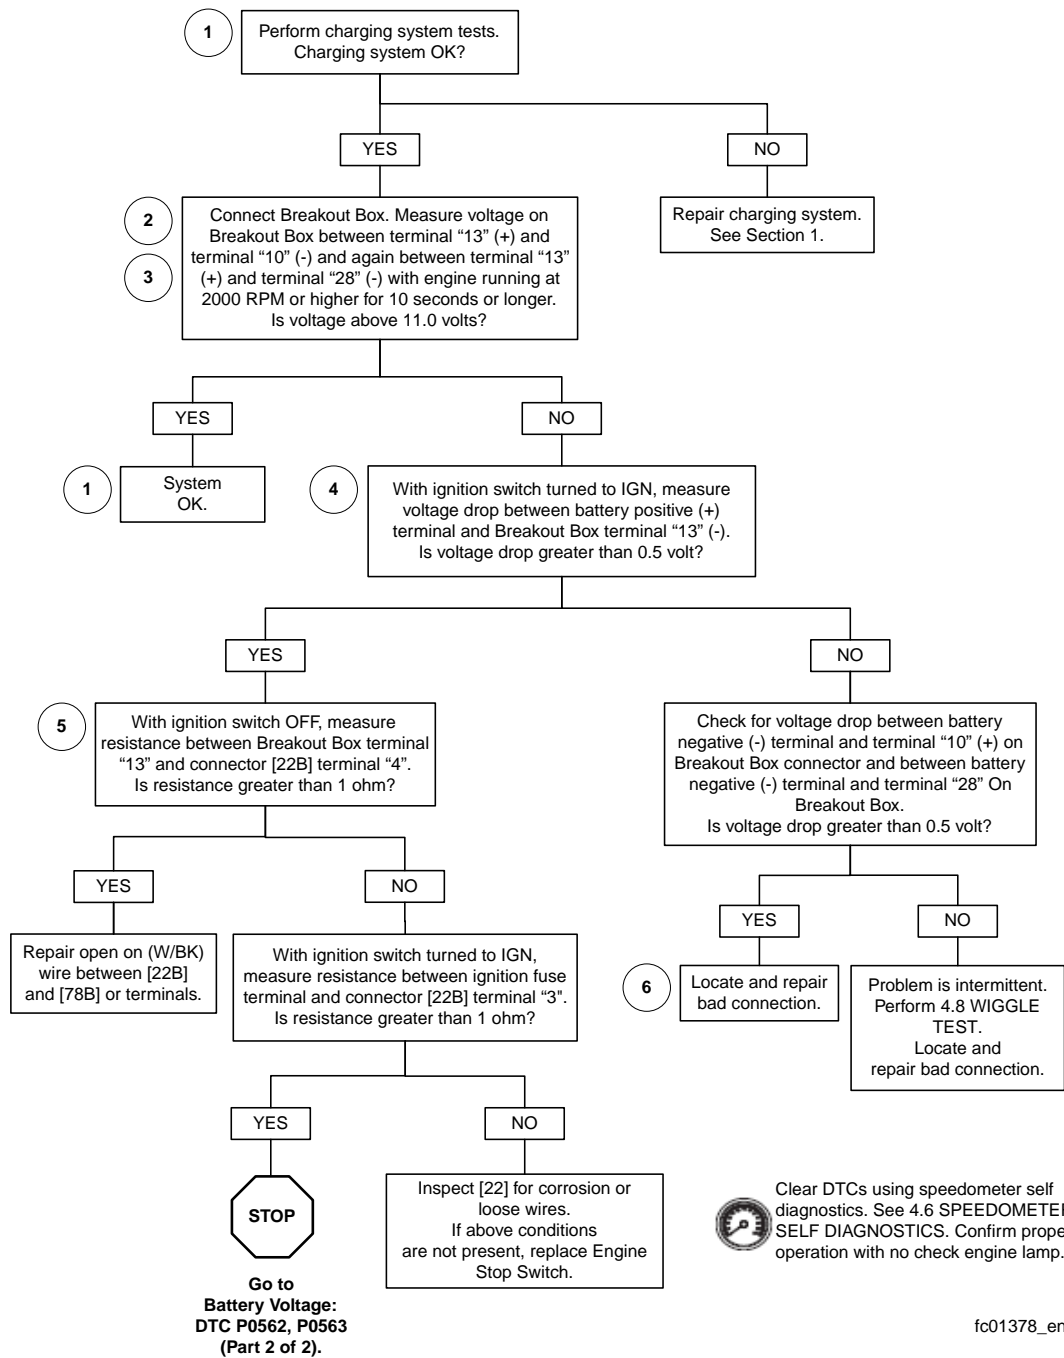 1
Perform charging system tests.
Charging system OK?
YES
NO
2
3
Connect Breakout Box. Measure voltage on
Breakout Box between terminal “13” (+) and
terminal “10” (-) and again between terminal “13”
(+) and terminal “28” (-) with engine running at
2000 RPM or higher for 10 seconds or longer.
Is voltage above 11.0 volts?
Repair charging system.
See Section 1.
YES
NO
1
System
OK.
4
With ignition switch turned to IGN, measure
voltage drop between battery positive (+)
terminal and Breakout Box terminal “13” (-).
Is voltage drop greater than 0.5 volt?
YES
NO
5
With ignition switch OFF, measure
resistance between Breakout Box terminal
“13” and connector [22B] terminal “4”.
Is resistance greater than 1 ohm?
Check for voltage drop between battery
negative (-) terminal and terminal “10” (+) on
Breakout Box connector and between battery
negative (-) terminal and terminal “28” On
Breakout Box.
Is voltage drop greater than 0.5 volt?
YES
NO
YES
NO
Repair open on (W/BK)
wire between [22B]
and [78B] or terminals.
With ignition switch turned to IGN,
measure resistance between ignition fuse
terminal and connector [22B] terminal “3”.
Is resistance greater than 1 ohm?
6
Locate and repair
bad connection.
Problem is intermittent.
Perform 4.8 WIGGLE
TEST.
Locate and
repair bad connection.
YES
NO
STOP
Go to
Battery Voltage:
DTC P0562, P0563
(Part 2 of 2).
Inspect [22] for corrosion or
loose wires.
If above conditions
are not present, replace Engine
Stop Switch.
Clear DTCs using speedometer self
diagnostics. See 4.6 SPEEDOMETER
SELF DIAGNOSTICS. Confirm proper
operation with no check engine lamp.
fc01378_en